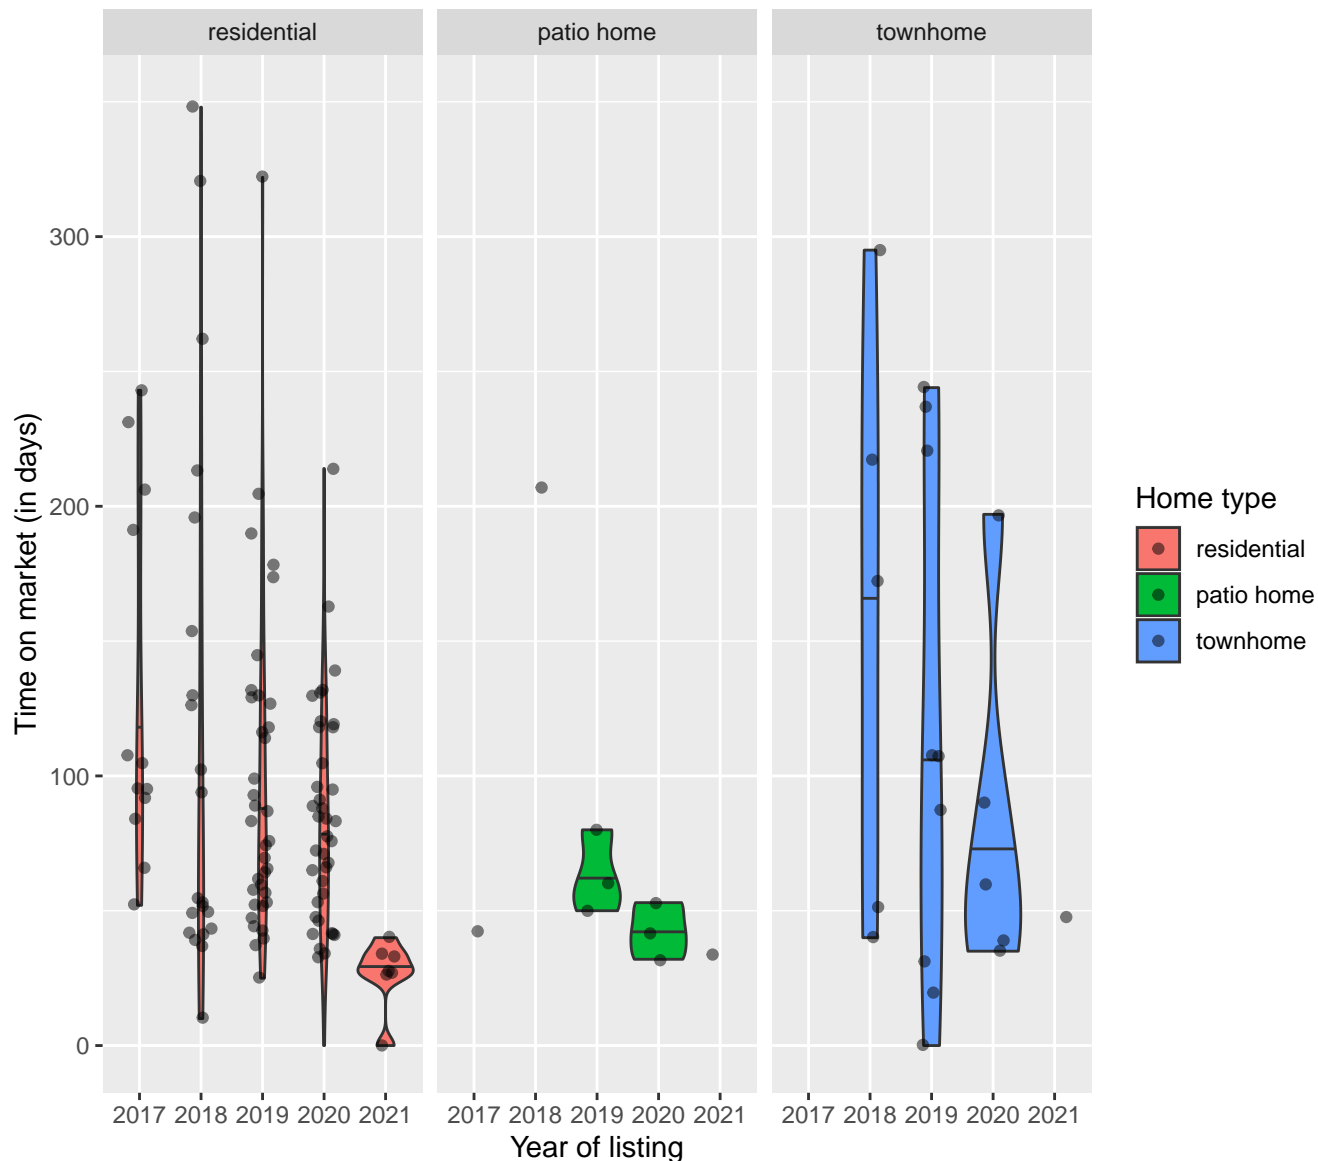 residential patio home townhome
300
200
100
0
Time on market (in days)
2017 2018 2019 2020 2021 2017 2018 2019 2020 2021 2017 2018 2019 2020 2021
Year of listing
Home type
residential
patio home
townhome